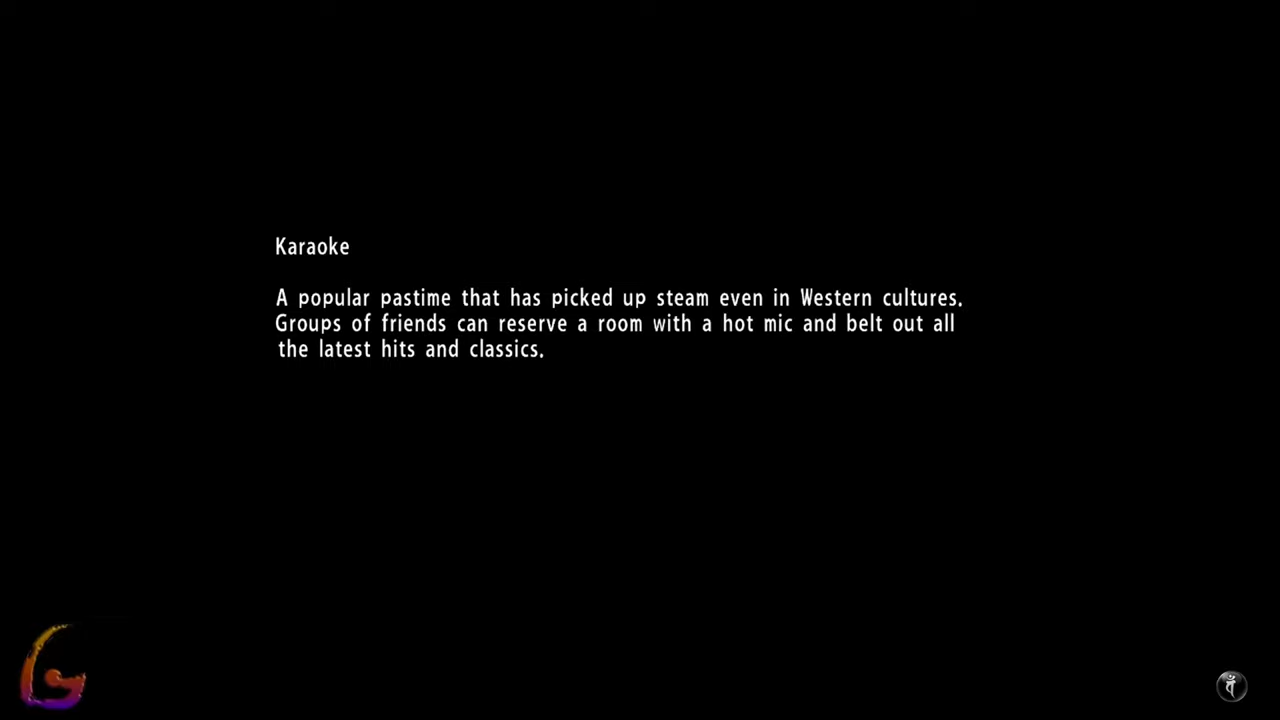 Karaoke
A popular pastime that has picked up steam even in Western cultures.
Groups of friends can reserve a room with a hot mic and belt out all
the latest hits and classics.